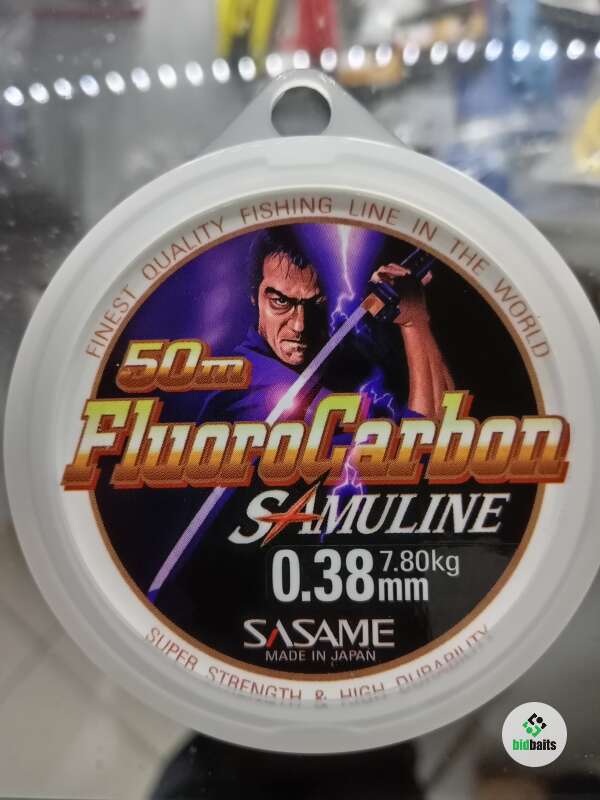 FINEST QUALITY FISHING LINE IN THE WORLD
50m
FluoroCarbon
SAMULINE
7.80kg
0.38mm
SASAME
MADE IN JAPAN
SUPER STRENGTH & HIGH DURABILITY
bidbaits